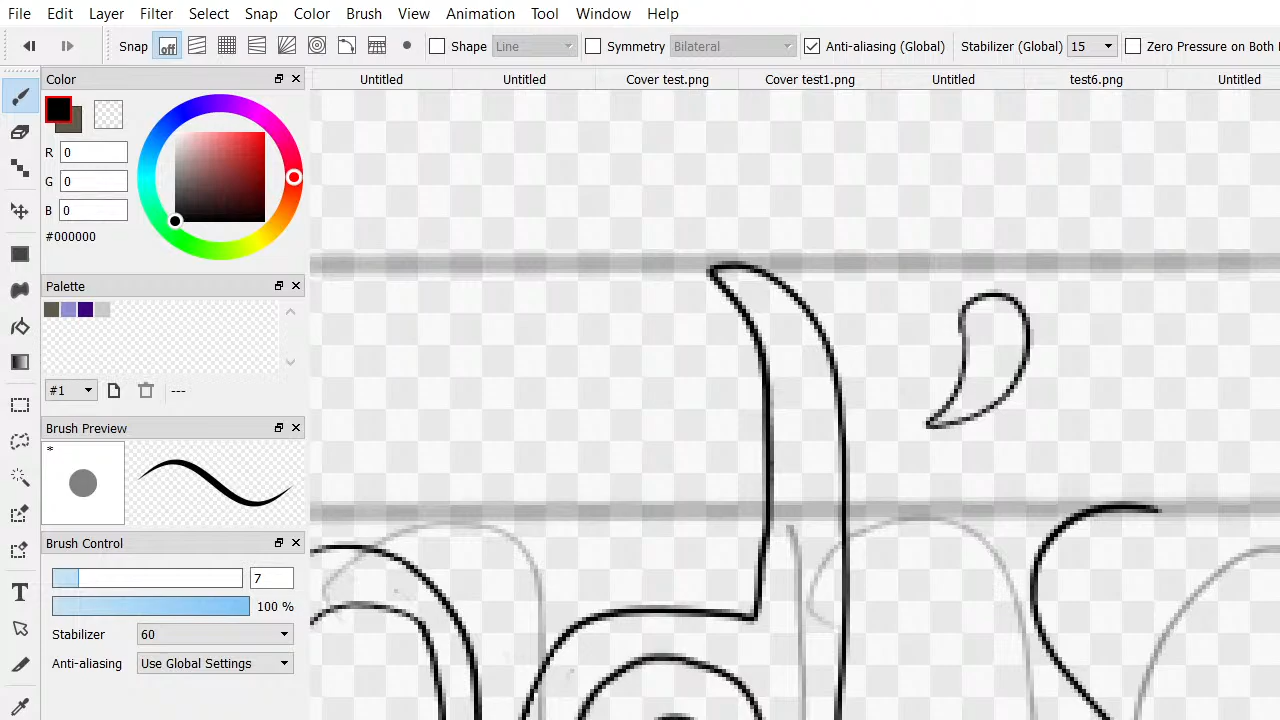 File Edit Layer Filter Select Snap Color Brush View Animation Tool Window Help
Snap off Shape Line Symmetry Bilateral Anti-aliasing (Global) Stabilizer (Global) 15 Zero Pressure on Both
Untitled Untitled Cover test.png Cover test1.png Untitled test6.png Untitled
Color
R 0
G 0
B 0
#000000
Palette
#1 ---
Brush Preview
*
Brush Control
7
100 %
Stabilizer 60
Anti-aliasing Use Global Settings